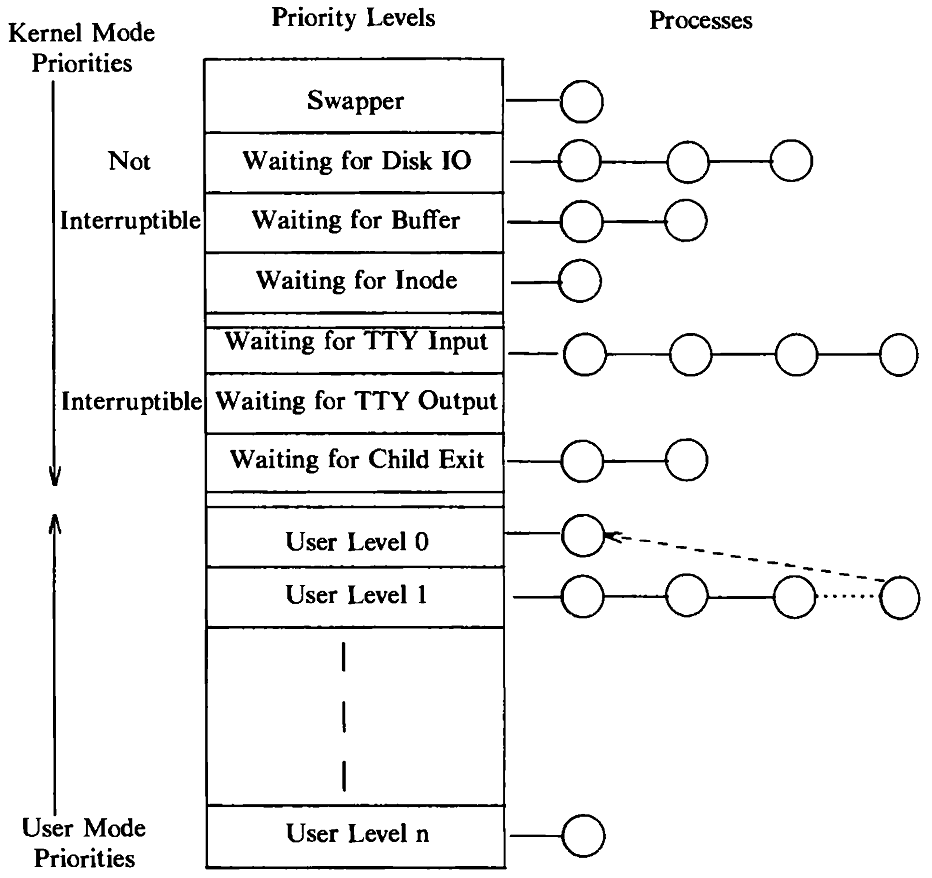 Kernel Mode
Priorities
Priority Levels
Processes
Swapper
Not
Waiting for Disk IO
Interruptible
Waiting for Buffer
Waiting for Inode
Waiting for TTY Input
Interruptible
Waiting for TTY Output
Waiting for Child Exit
User Level 0
User Level 1
User Level n
User Mode
Priorities